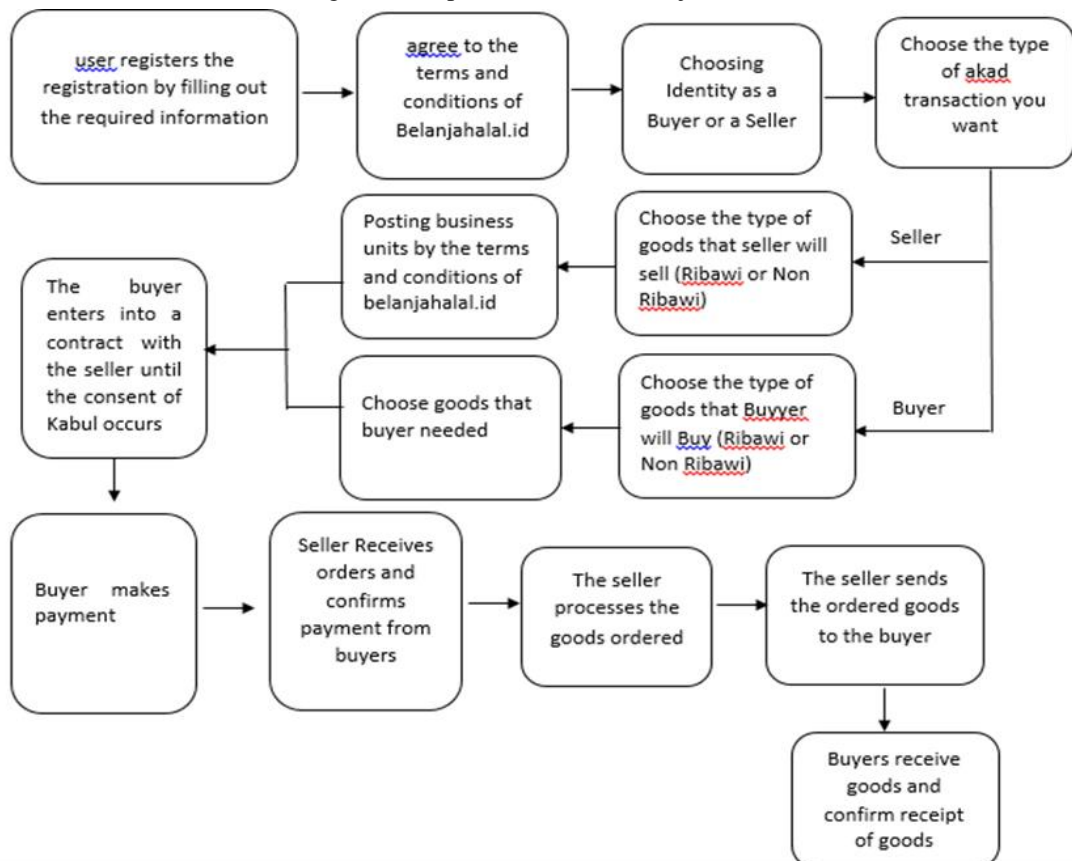 user registers the
registration by filling out
the required information
agree to the
terms and
conditions of
Belanjahalal.id
Choosing
Identity as a
Buyer or a Seller
Choose the type
of akad
transaction you
want
Seller
Choose the type of
goods that seller will
sell (Ribawi or Non
Ribawi)
Posting business
units by the terms
and conditions of
belanjahalal.id
Buyer
Choose the type of
goods that Buyyer
will Buy (Ribawi or
Non Ribawi)
Choose goods that
buyer needed
The buyer
enters into a
contract with
the seller until
the consent of
Kabul occurs
Buyer makes
payment
Seller Receives
orders and
confirms
payment from
buyers
The seller
processes the
goods ordered
The seller sends
the ordered goods
to the buyer
Buyers receive
goods and
confirm receipt
of goods